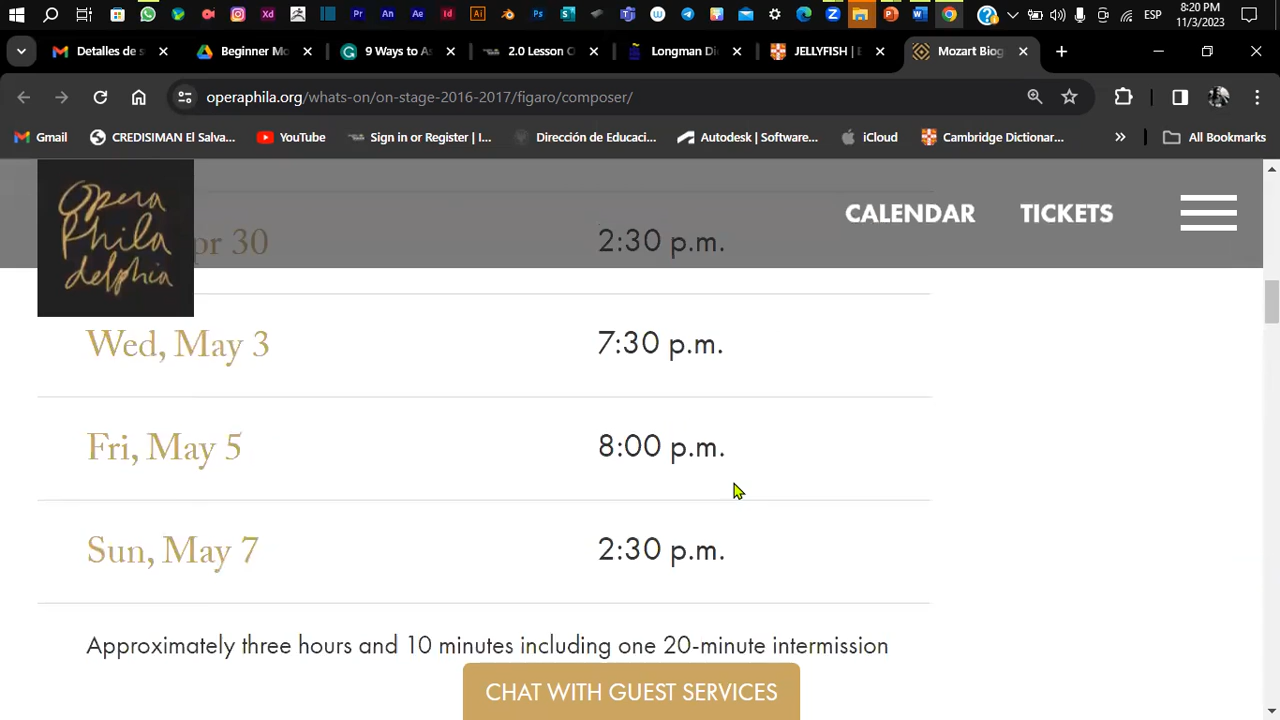 8:20 PM
ESP
11/3/2023
Detalles de s
Beginner Mo
9 Ways to As
2.0 Lesson O
Longman Di
JELLYFISH | E
Mozart Biog
operaphila.org/whats-on/on-stage-2016-2017/figaro/composer/
Gmail
CREDISIMAN El Salva...
YouTube
Sign in or Register | I...
Dirección de Educaci...
Autodesk | Software...
iCloud
Cambridge Dictionar...
»
All Bookmarks
Opera
Phila
delphia
CALENDAR
TICKETS
pr 30
2:30 p.m.
Wed, May 3
7:30 p.m.
Fri, May 5
8:00 p.m.
Sun, May 7
2:30 p.m.
Approximately three hours and 10 minutes including one 20-minute intermission
CHAT WITH GUEST SERVICES